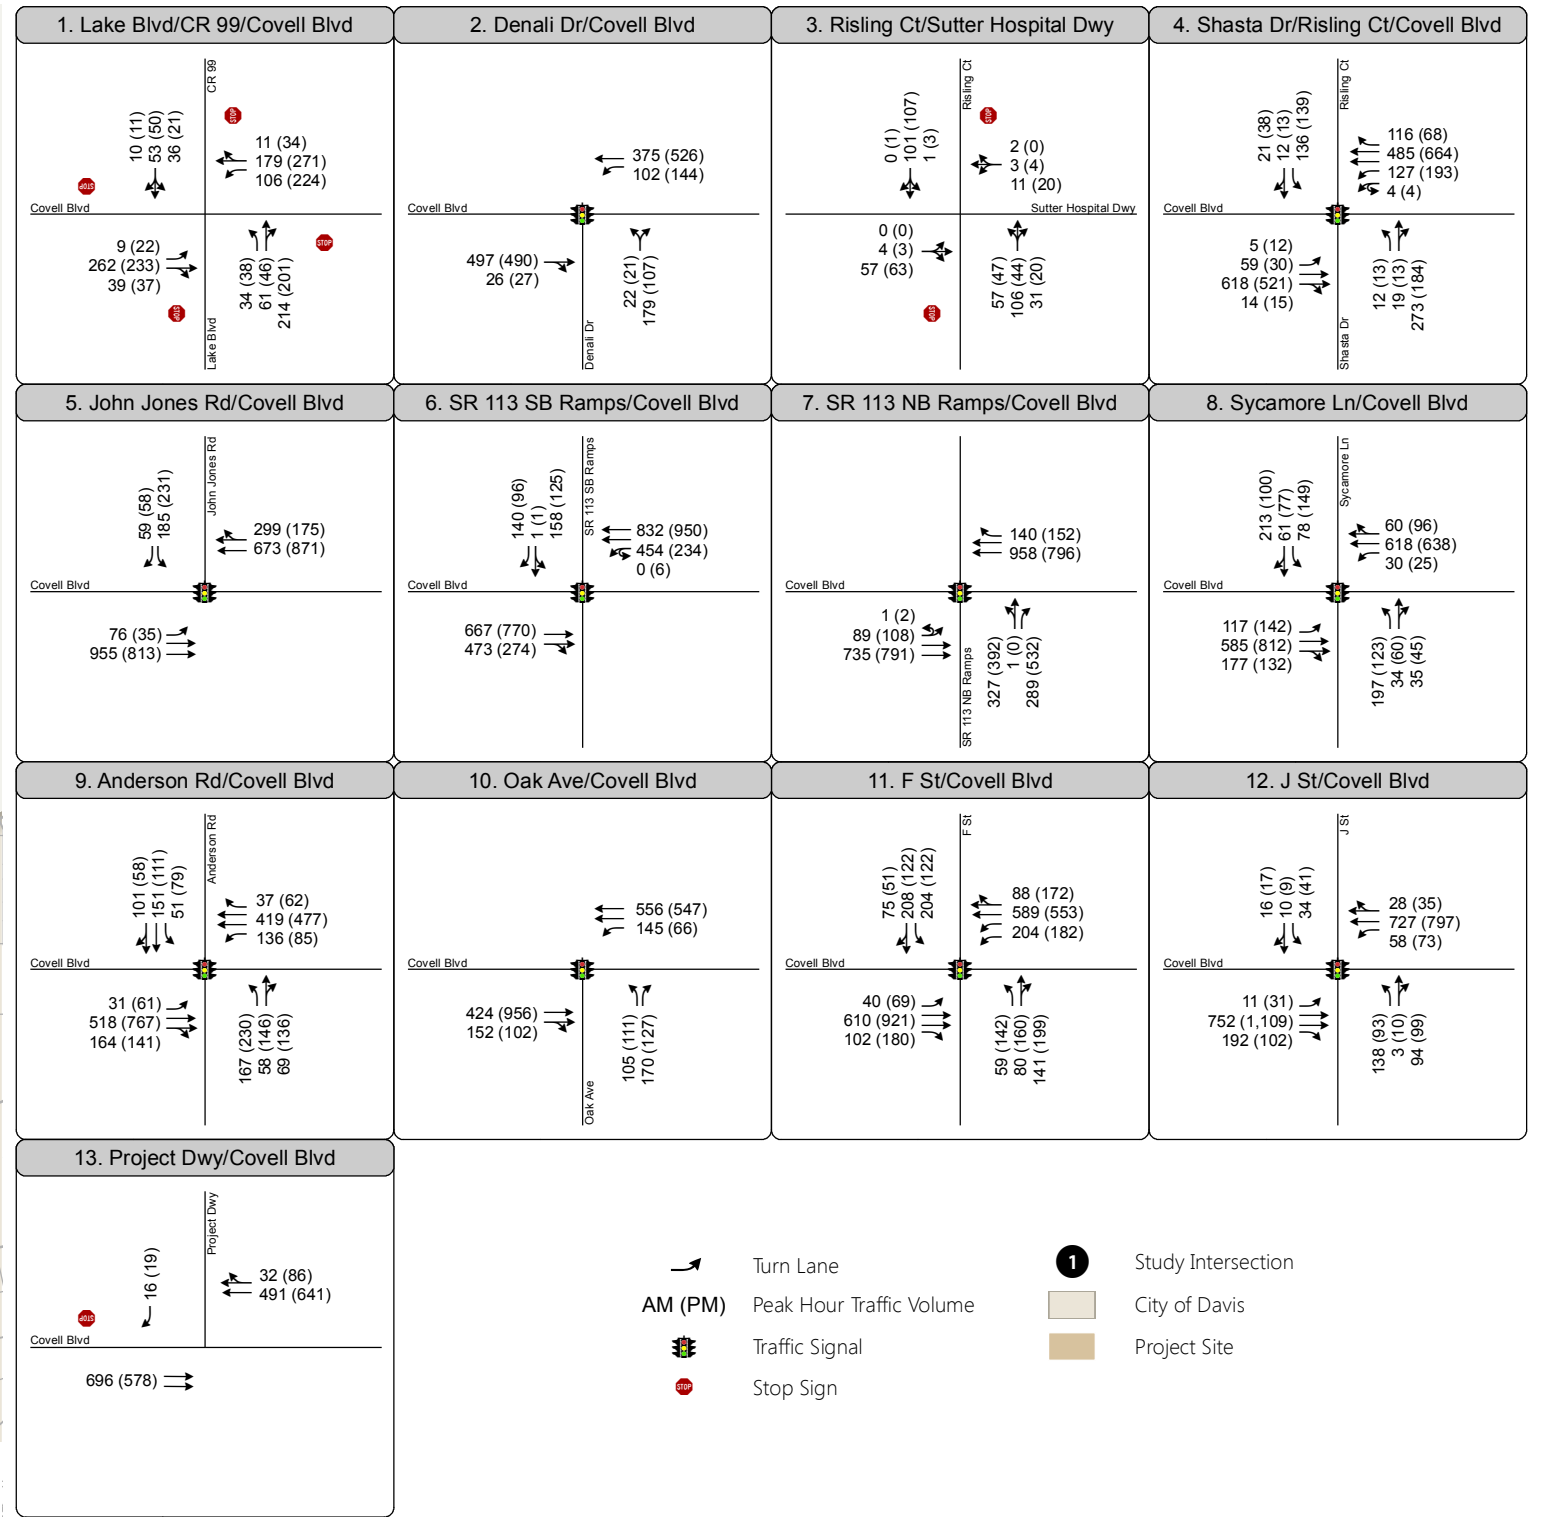 1. Lake Blvd/CR 99/Covell Blvd
CR 99
10 (11)
53 (50)
36 (21)
STOP
11 (34)
179 (271)
106 (224)
STOP
Covell Blvd
9 (22)
262 (233)
39 (37)
STOP
34 (38)
61 (46)
214 (201)
STOP
Lake Blvd
2. Denali Dr/Covell Blvd
375 (526)
102 (144)
Covell Blvd
497 (490)
26 (27)
22 (21)
179 (107)
Denali Dr
3. Risling Ct/Sutter Hospital Dwy
Risling Ct
0 (1)
101 (107)
1 (3)
STOP
2 (0)
3 (4)
11 (20)
Sutter Hospital Dwy
0 (0)
4 (3)
57 (63)
57 (47)
106 (44)
31 (20)
STOP
4. Shasta Dr/Risling Ct/Covell Blvd
Risling Ct
21 (38)
12 (13)
136 (139)
116 (68)
485 (664)
127 (193)
4 (4)
Covell Blvd
5 (12)
59 (30)
618 (521)
14 (15)
12 (13)
19 (13)
273 (184)
Shasta Dr
5. John Jones Rd/Covell Blvd
John Jones Rd
59 (58)
185 (231)
299 (175)
673 (871)
Covell Blvd
76 (35)
955 (813)
6. SR 113 SB Ramps/Covell Blvd
SR 113 SB Ramps
140 (96)
1 (1)
158 (125)
832 (950)
454 (234)
0 (6)
Covell Blvd
667 (770)
473 (274)
7. SR 113 NB Ramps/Covell Blvd
140 (152)
958 (796)
Covell Blvd
1 (2)
89 (108)
735 (791)
327 (392)
1 (0)
289 (532)
SR 113 NB Ramps
8. Sycamore Ln/Covell Blvd
Sycamore Ln
213 (100)
61 (77)
78 (149)
60 (96)
618 (638)
30 (25)
Covell Blvd
117 (142)
585 (812)
177 (132)
197 (123)
34 (60)
35 (45)
9. Anderson Rd/Covell Blvd
Anderson Rd
101 (58)
151 (111)
51 (79)
37 (62)
419 (477)
136 (85)
Covell Blvd
31 (61)
518 (767)
164 (141)
167 (230)
58 (146)
69 (136)
10. Oak Ave/Covell Blvd
556 (547)
145 (66)
Covell Blvd
424 (956)
152 (102)
105 (111)
170 (127)
Oak Ave
11. F St/Covell Blvd
F St
75 (51)
208 (122)
204 (122)
88 (172)
589 (553)
204 (182)
Covell Blvd
40 (69)
610 (921)
102 (180)
59 (142)
80 (160)
141 (199)
12. J St/Covell Blvd
J St
16 (17)
10 (9)
34 (41)
28 (35)
727 (797)
58 (73)
Covell Blvd
11 (31)
752 (1,109)
192 (102)
138 (93)
3 (10)
94 (99)
13. Project Dwy/Covell Blvd
Project Dwy
16 (19)
32 (86)
491 (641)
STOP
Covell Blvd
696 (578)
Turn Lane
AM (PM) Peak Hour Traffic Volume
Traffic Signal
STOP Stop Sign
1 Study Intersection
City of Davis
Project Site